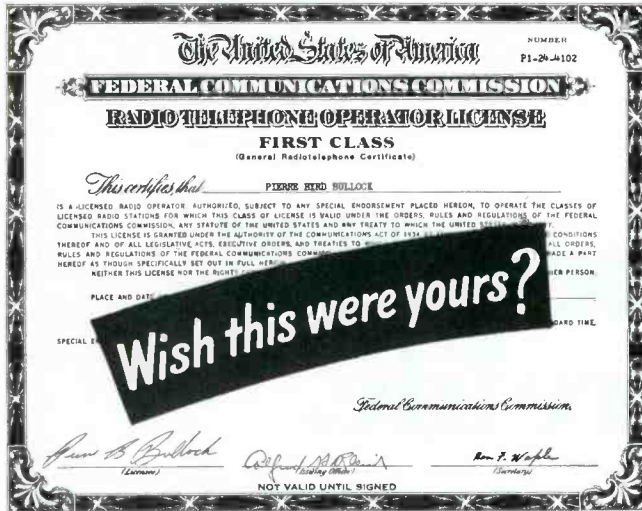 The United States of America
NUMBER
P1-24-4102
FEDERAL COMMUNICATIONS COMMISSION
RADIO TELEPHONE OPERATOR LICENSE
FIRST CLASS
(General Radiotelephone Certificate)
This certifies, that PIERRE BYRD BULLOCK
IS A LICENSED RADIO OPERATOR AUTHORIZED, SUBJECT TO ANY SPECIAL ENDORSEMENT PLACED HEREON, TO OPERATE THE CLASSES OF
LICENSED RADIO STATIONS FOR WHICH THIS CLASS OF LICENSE IS VALID UNDER THE ORDERS, RULES AND REGULATIONS OF THE FEDERAL
COMMUNICATIONS COMMISSION, ANY STATUTE OF THE UNITED STATES AND ANY TREATY TO WHICH THE UNITED
THIS LICENSE IS GRANTED UNDER THE AUTHORITY OF THE COMMUNICATIONS ACT OF 1934 CONDITIONS
THEREOF AND OF ALL LEGISLATIVE ACTS, EXECUTIVE ORDERS, AND TREATIES TO ALL ORDERS,
RULES AND REGULATIONS OF THE FEDERAL COMMUNICATIONS MADE A PART
HEREOF AS THOUGH SPECIFICALLY SET OUT IN FULL
NEITHER THIS LICENSE NOR THE PERSON
PLACE AND
TIME,
SPECIAL
Wish this were yours?
Federal Communications Commission,
Bullock
(Licensee)
(Issuing Officer)
(Secretary)
NOT VALID UNTIL SIGNED